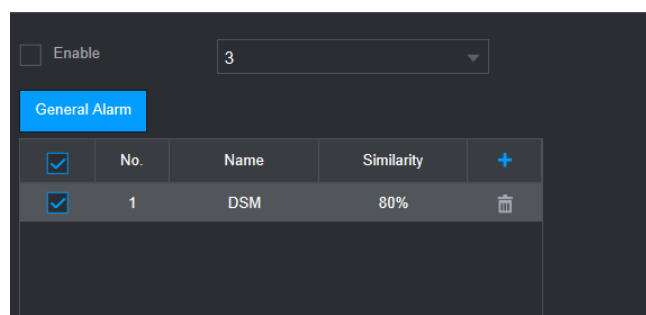 Enable 3
General Alarm
No. Name Similarity +
1 DSM 80%